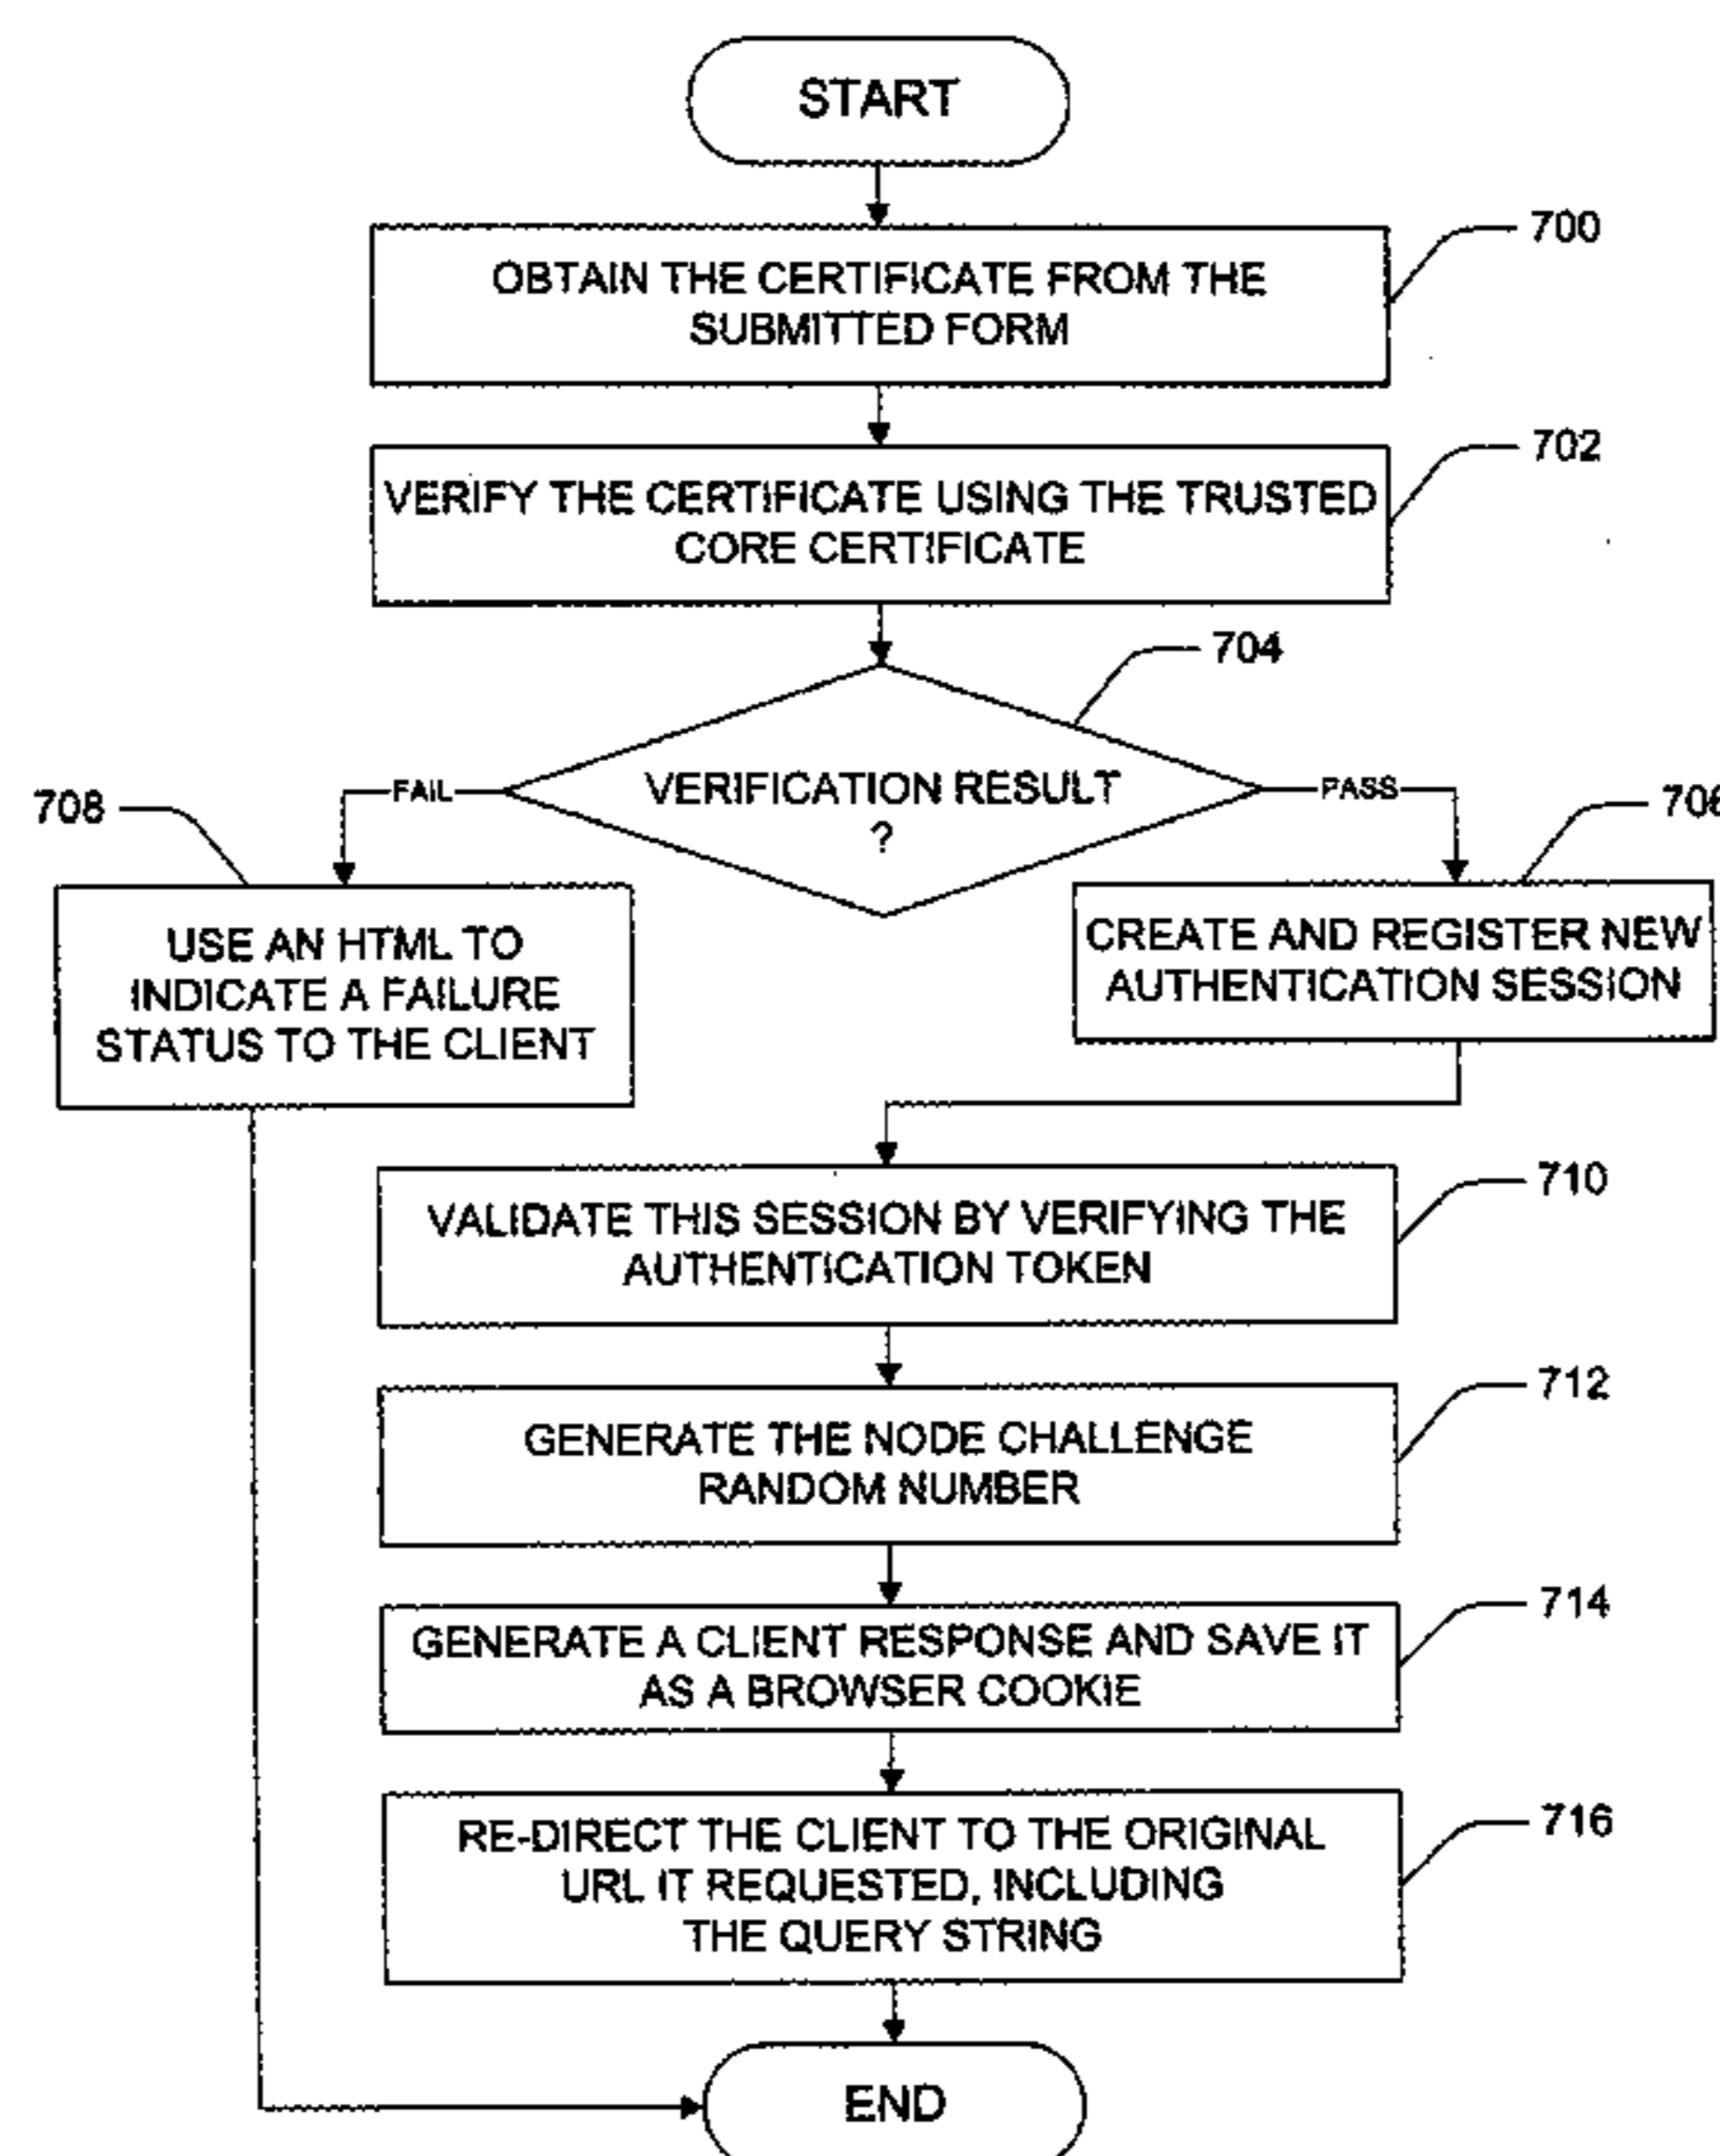 START
700
OBTAIN THE CERTIFICATE FROM THE
SUBMITTED FORM
702
VERIFY THE CERTIFICATE USING THE TRUSTED
CORE CERTIFICATE
704
VERIFICATION RESULT
?
FAIL
PASS
708
706
USE AN HTML TO
INDICATE A FAILURE
STATUS TO THE CLIENT
CREATE AND REGISTER NEW
AUTHENTICATION SESSION
710
VALIDATE THIS SESSION BY VERIFYING THE
AUTHENTICATION TOKEN
712
GENERATE THE NODE CHALLENGE
RANDOM NUMBER
714
GENERATE A CLIENT RESPONSE AND SAVE IT
AS A BROWSER COOKIE
716
RE-DIRECT THE CLIENT TO THE ORIGINAL
URL IT REQUESTED, INCLUDING
THE QUERY STRING
END